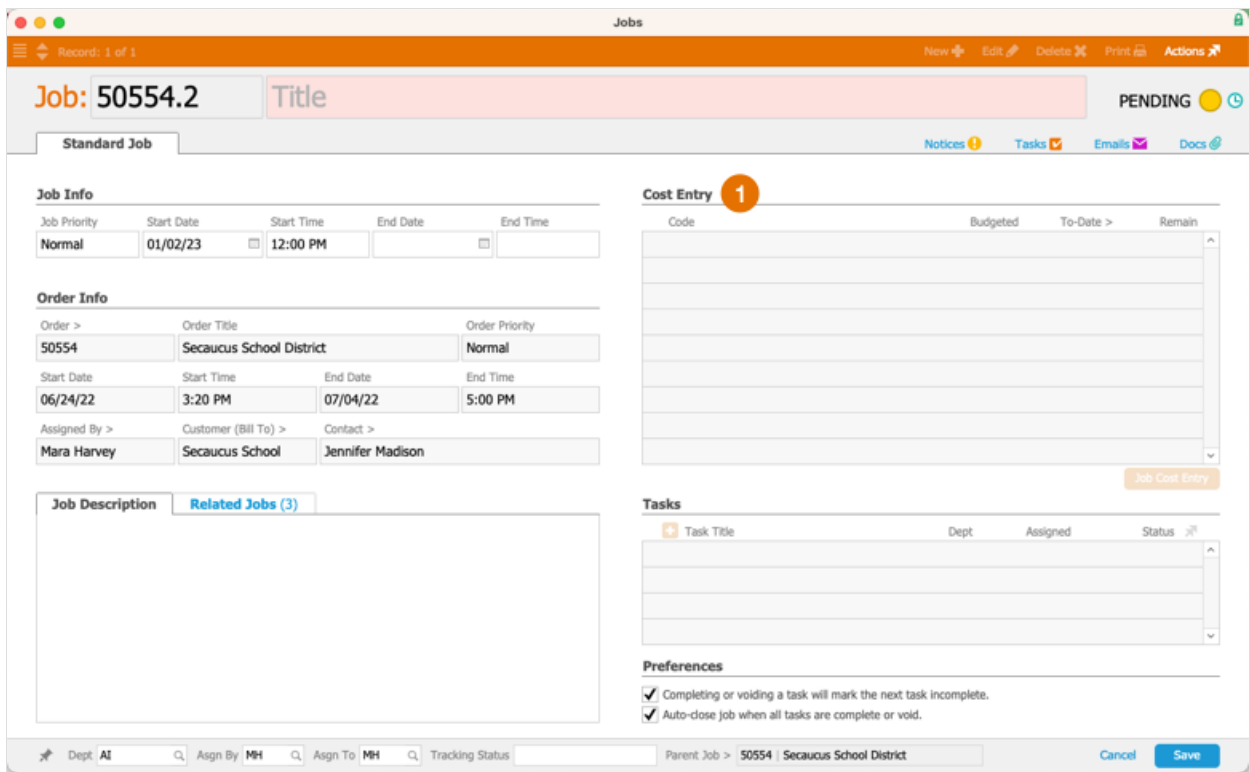 Jobs
Record: 1 of 1 New Edit Delete Print Actions
Job: 50554.2 Title PENDING
Standard Job Notices Tasks Emails Docs
Job Info
Job Priority Start Date Start Time End Date End Time
Normal 01/02/23 12:00 PM
Order Info
Order > Order Title Order Priority
50554 Secaucus School District Normal
Start Date Start Time End Date End Time
06/24/22 3:20 PM 07/04/22 5:00 PM
Assigned By > Customer (Bill To) > Contact >
Mara Harvey Secaucus School Jennifer Madison
Job Description Related Jobs (3)
Cost Entry 1
Code Budgeted To-Date > Remain
Job Cost Entry
Tasks
Task Title Dept Assigned Status
Preferences
Completing or voiding a task will mark the next task incomplete.
Auto-close job when all tasks are complete or void.
Dept AI Asgn By MH Asgn To MH Tracking Status Parent Job > 50554 | Secaucus School District Cancel Save